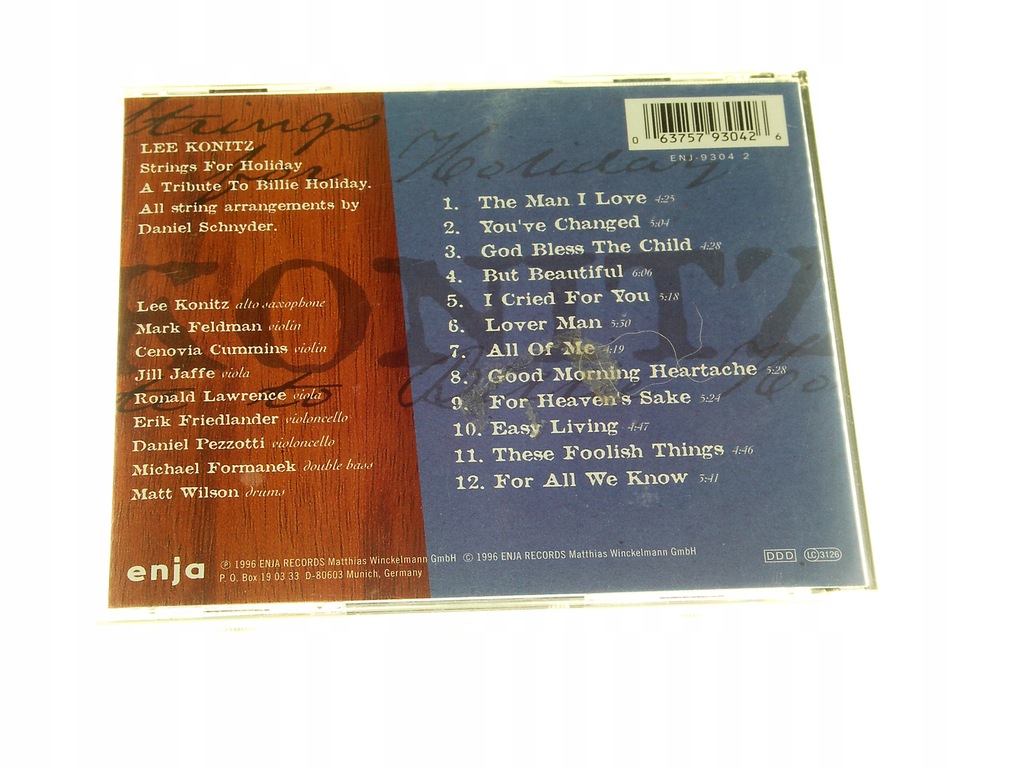 Strings
for Holiday
LEE KONITZ
Strings For Holiday
A Tribute To Billie Holiday.
All string arrangements by
Daniel Schnyder.
KONITZ
Lee Konitz alto saxophone
Mark Feldman violin
Cenovia Cummins violin
Jill Jaffe viola
Ronald Lawrence viola
Erik Friedlander violoncello
Daniel Pezzotti violoncello
Michael Formanek double bass
Matt Wilson drums
0 63757 93042 6
ENJ-9304 2
1. The Man I Love 4:25
2. You've Changed 5:04
3. God Bless The Child 4:28
4. But Beautiful 6:06
5. I Cried For You 5:18
6. Lover Man 5:50
7. All Of Me 4:19
8. Good Morning Heartache 5:28
9. For Heaven's Sake 5:24
10. Easy Living 4:47
11. These Foolish Things 4:46
12. For All We Know 5:41
enja
℗ 1996 ENJA RECORDS Matthias Winckelmann GmbH © 1996 ENJA RECORDS Matthias Winckelmann GmbH
P. O. Box 19 03 33 D-80603 Munich, Germany
DDD LC 3126